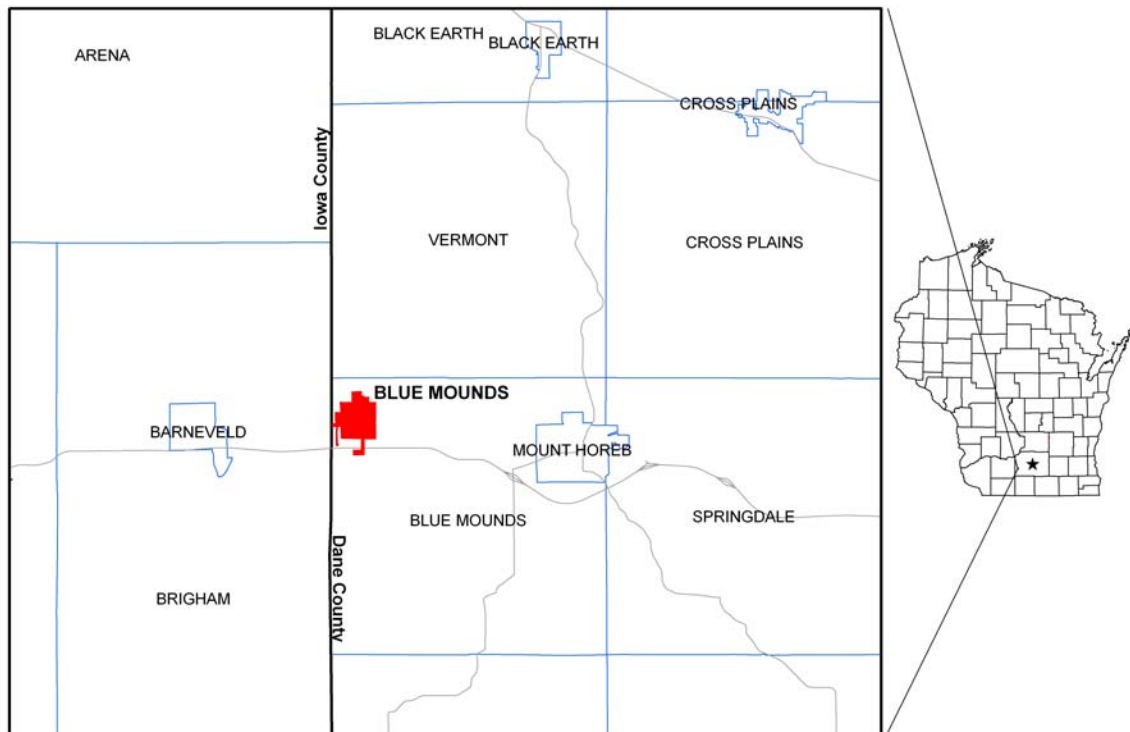 BLACK EARTH
BLACK EARTH
ARENA
CROSS PLAINS
Iowa County
VERMONT
CROSS PLAINS
BLUE MOUNDS
BARNEVELD
MOUNT HOREB
BLUE MOUNDS
SPRINGDALE
Dane County
BRIGHAM